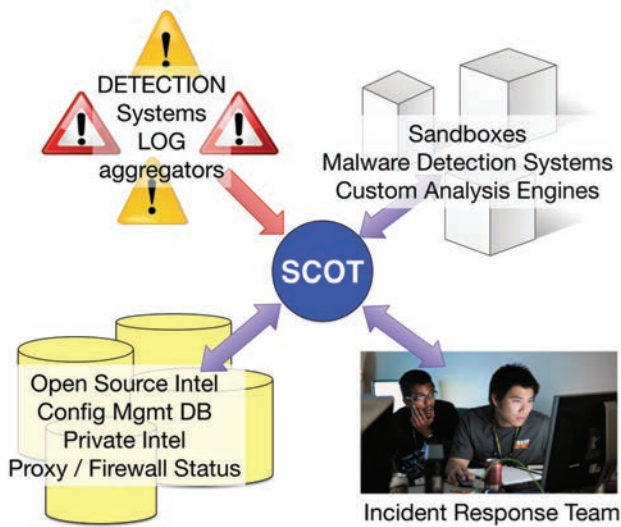 DETECTION
Systems
LOG
aggregators
Sandboxes
Malware Detection Systems
Custom Analysis Engines
SCOT
Open Source Intel
Config Mgmt DB
Private Intel
Proxy / Firewall Status
Incident Response Team